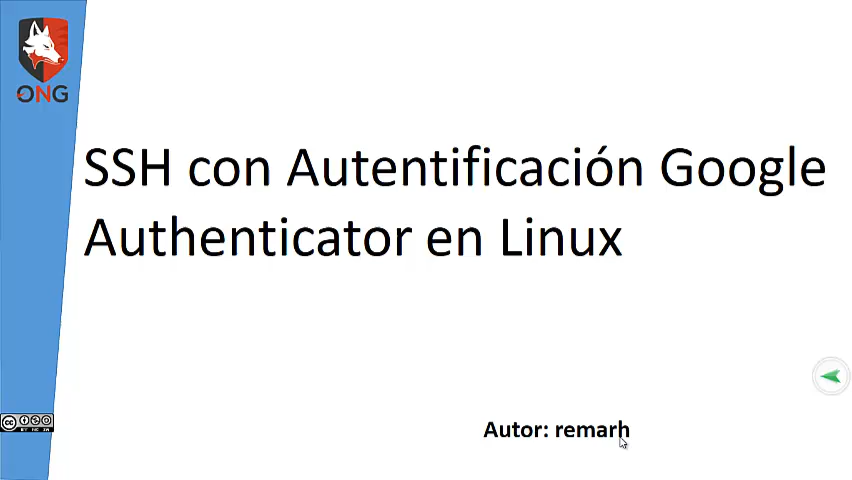 ONG
SSH con Autentificación Google
Authenticator en Linux
Autor: remarh